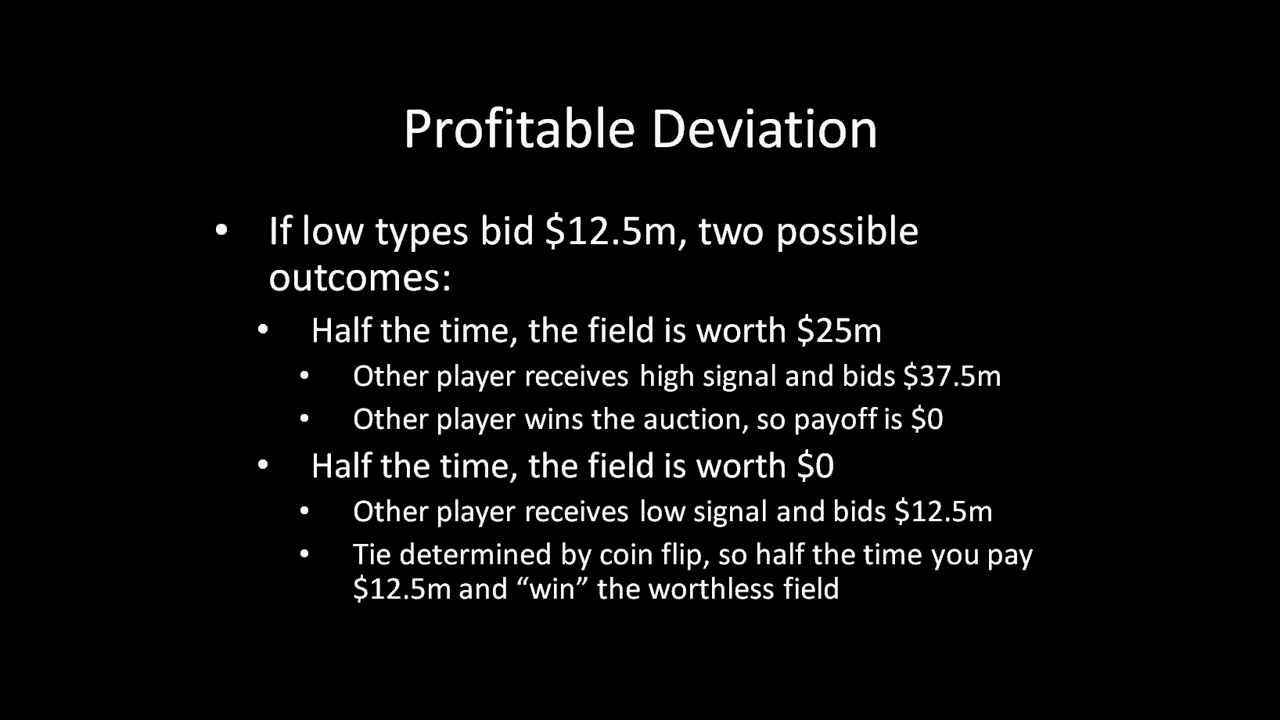 Profitable Deviation
• If low types bid $12.5m, two possible
outcomes:
• Half the time, the field is worth $25m
• Other player receives high signal and bids $37.5m
• Other player wins the auction, so payoff is $0
• Half the time, the field is worth $0
• Other player receives low signal and bids $12.5m
• Tie determined by coin flip, so half the time you pay
$12.5m and “win” the worthless field